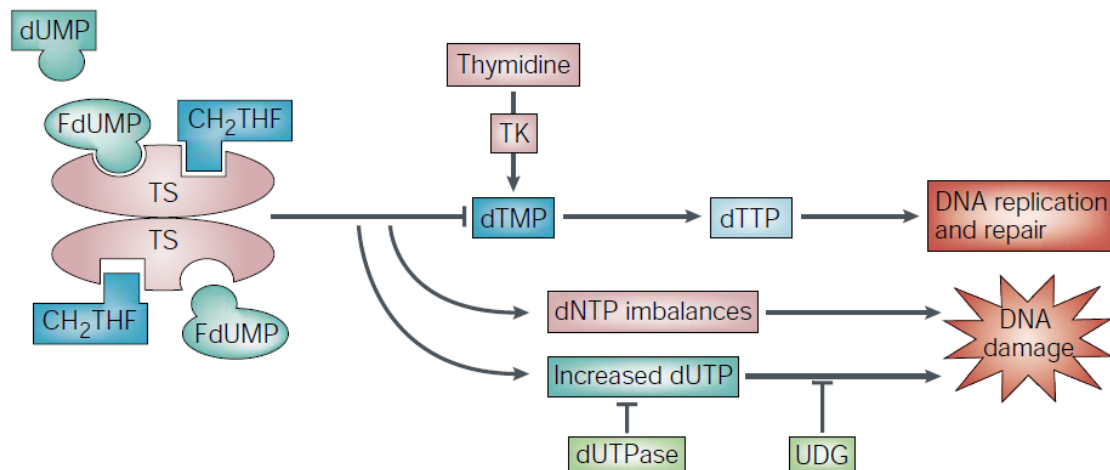 dUMP
FdUMP
CH₂THF
TS
TS
CH₂THF
FdUMP
Thymidine
TK
dTMP
dTTP
DNA replication
and repair
dNTP imbalances
DNA
damage
Increased dUTP
dUTPase
UDG